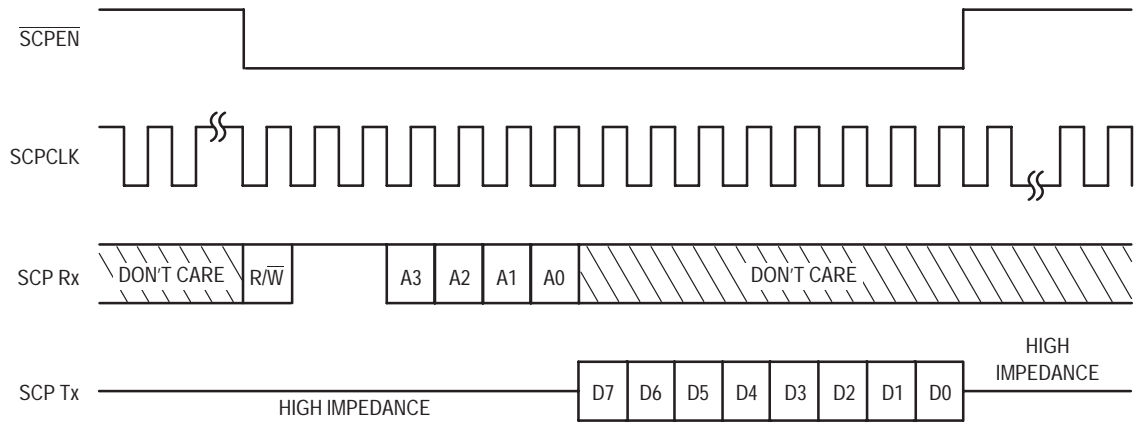 SCPEN
SCPCLK
SCP Rx
DON'T CARE
R/W
A3
A2
A1
A0
DON'T CARE
SCP Tx
HIGH IMPEDANCE
D7
D6
D5
D4
D3
D2
D1
D0
HIGH
IMPEDANCE